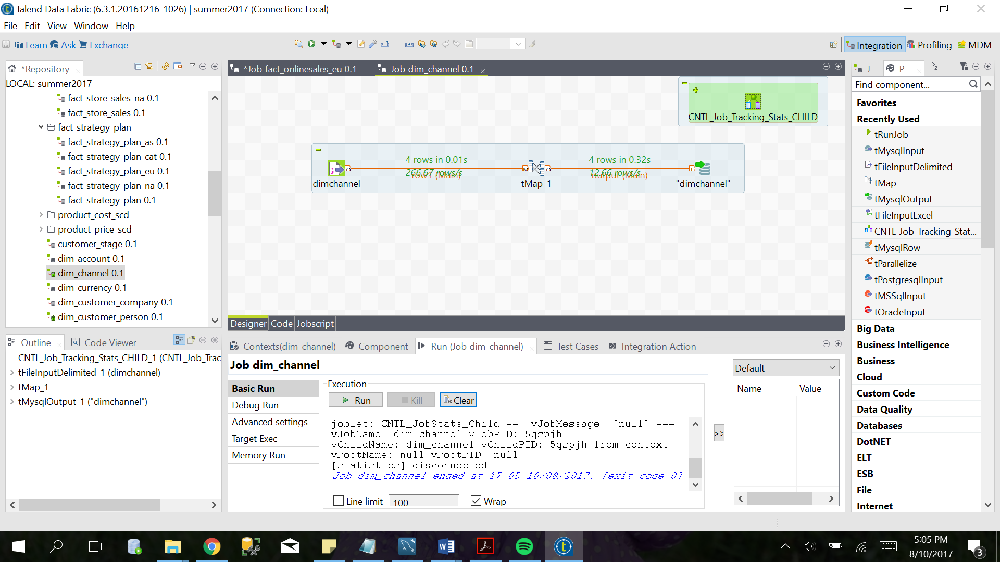 Talend Data Fabric (6.3.1.20161216_1026) | summer2017 (Connection: Local)
File Edit View Window Help
Learn Ask Exchange
Integration Profiling MDM
*Repository
LOCAL: summer2017
fact_store_sales_na 0.1
fact_store_sales 0.1
fact_strategy_plan
fact_strategy_plan_as 0.1
fact_strategy_plan_cat 0.1
fact_strategy_plan_eu 0.1
fact_strategy_plan_na 0.1
fact_strategy_plan 0.1
product_cost_scd
product_price_scd
customer_stage 0.1
dim_account 0.1
dim_channel 0.1
dim_currency 0.1
dim_customer_company 0.1
dim_customer_person 0.1
Outline Code Viewer
CNTL_Job_Tracking_Stats_CHILD_1 (CNTL_Job_Trac
tFileInputDelimited_1 (dimchannel)
tMap_1
tMysqlOutput_1 ("dimchannel")
*Job fact_onlinesales_eu 0.1 Job dim_channel 0.1
CNTL_Job_Tracking_Stats_CHILD
4 rows in 0.01s
266.67 rows/s
row1 (Main)
4 rows in 0.32s
12.66 rows/s
output (Main)
dimchannel
tMap_1
"dimchannel"
Designer Code Jobscript
Contexts(dim_channel) Component Run (Job dim_channel) Test Cases Integration Action
Job dim_channel
Basic Run
Debug Run
Advanced settings
Target Exec
Memory Run
Execution
Run Kill Clear
joblet: CNTL_JobStats_Child --> vJobMessage: [null] ---
vJobName: dim_channel vJobPID: 5qspjh
vChildName: dim_channel vChildPID: 5qspjh from context
vRootName: null vRootPID: null
[statistics] disconnected
Job dim_channel ended at 17:05 10/08/2017. [exit code=0]
Line limit 100 Wrap
>>
Default
Name Value
J P »2
Find component...
Favorites
Recently Used
tRunJob
tMysqlInput
tFileInputDelimited
tMap
tMysqlOutput
tFileInputExcel
CNTL_Job_Tracking_Stat...
tMysqlRow
tParallelize
tPostgresqlInput
tMSSqlInput
tOracleInput
Big Data
Business Intelligence
Business
Cloud
Custom Code
Data Quality
Databases
DotNET
ELT
ESB
File
Internet
5:05 PM
8/10/2017
3